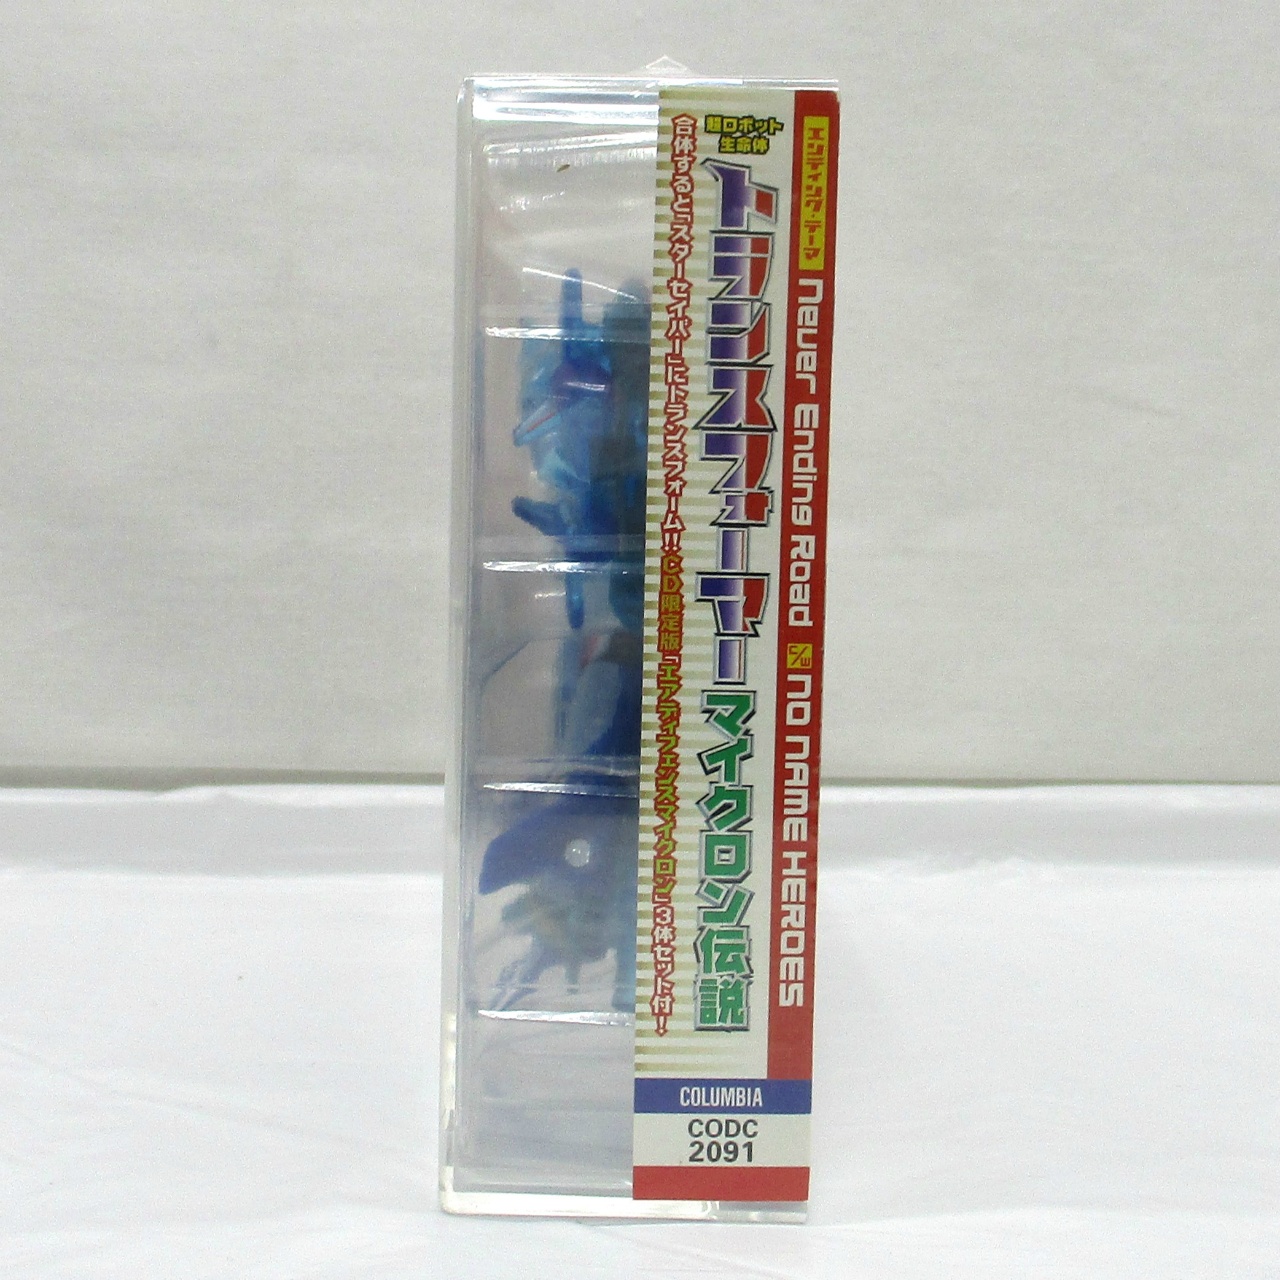 エンディング・テーマ
Never Ending Road
c/w
NO NAME HEROES
超ロボット
生命体
トランスフォーマー
マイクロン伝説
合体すると「スターセイバー」にトランスフォーム!!※CD限定版「エアディフェンスマイクロン」3体セット付!
COLUMBIA
CODC
2091